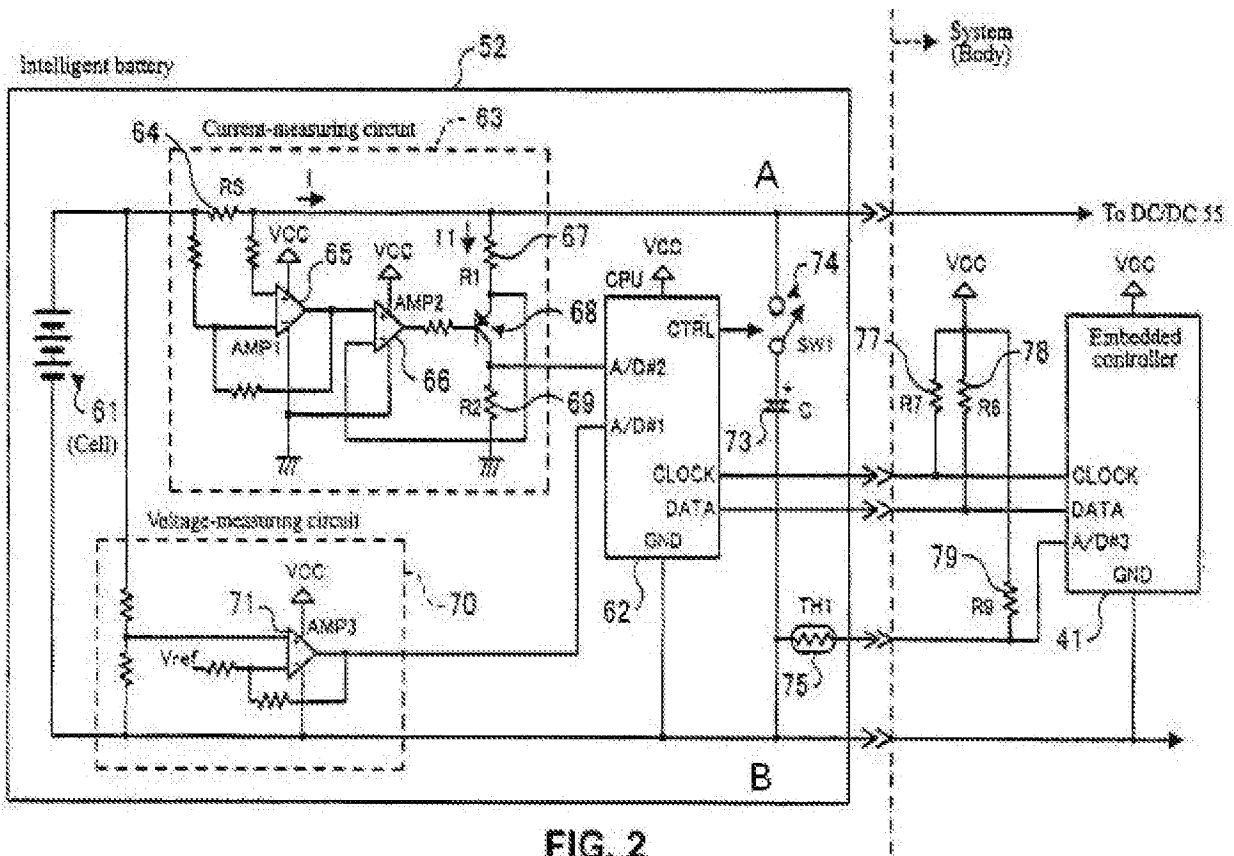 Intelligent battery
52
System
(Body)
64
Current-measuring circuit
63
RS
I
A
To DC/DC 55
VCC
65
VCC
I1
67
R1
VCC
74
VCC
VCC
CPU
AMP2
68
CTRL
SW1
77
78
Embedded
controller
AMP1
66
A/D#2
R2
69
C
R7
R6
61
(Cell)
A/D#1
73
CLOCK
CLOCK
DATA
DATA
Voltage-measuring circuit
GND
79
A/D#3
VCC
70
GND
71
AMP3
62
TH1
R9
Vref
75
41
B
FIG. 2